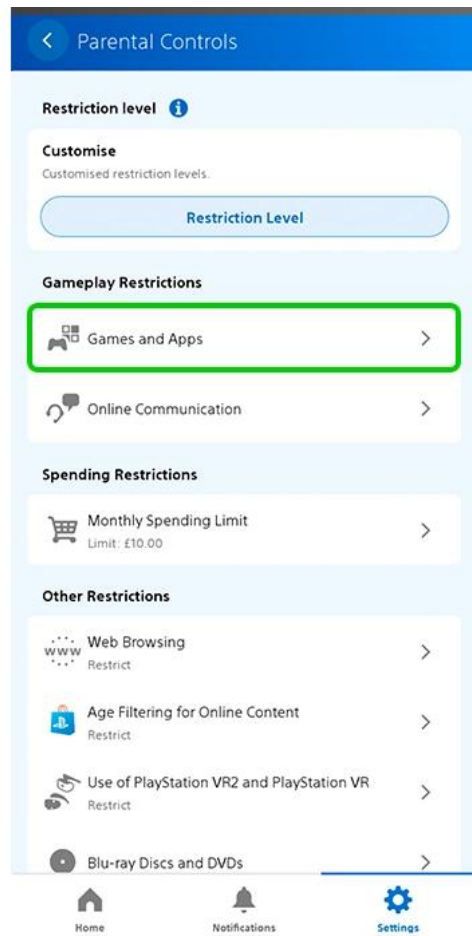 Parental Controls
Restriction level
Customise
Customised restriction levels.
Restriction Level
Gameplay Restrictions
Games and Apps
Online Communication
Spending Restrictions
Monthly Spending Limit
Limit: £10.00
Other Restrictions
www
Web Browsing
Restrict
Age Filtering for Online Content
Restrict
Use of PlayStation VR2 and PlayStation VR
Restrict
Blu-ray Discs and DVDs
Home
Notifications
Settings